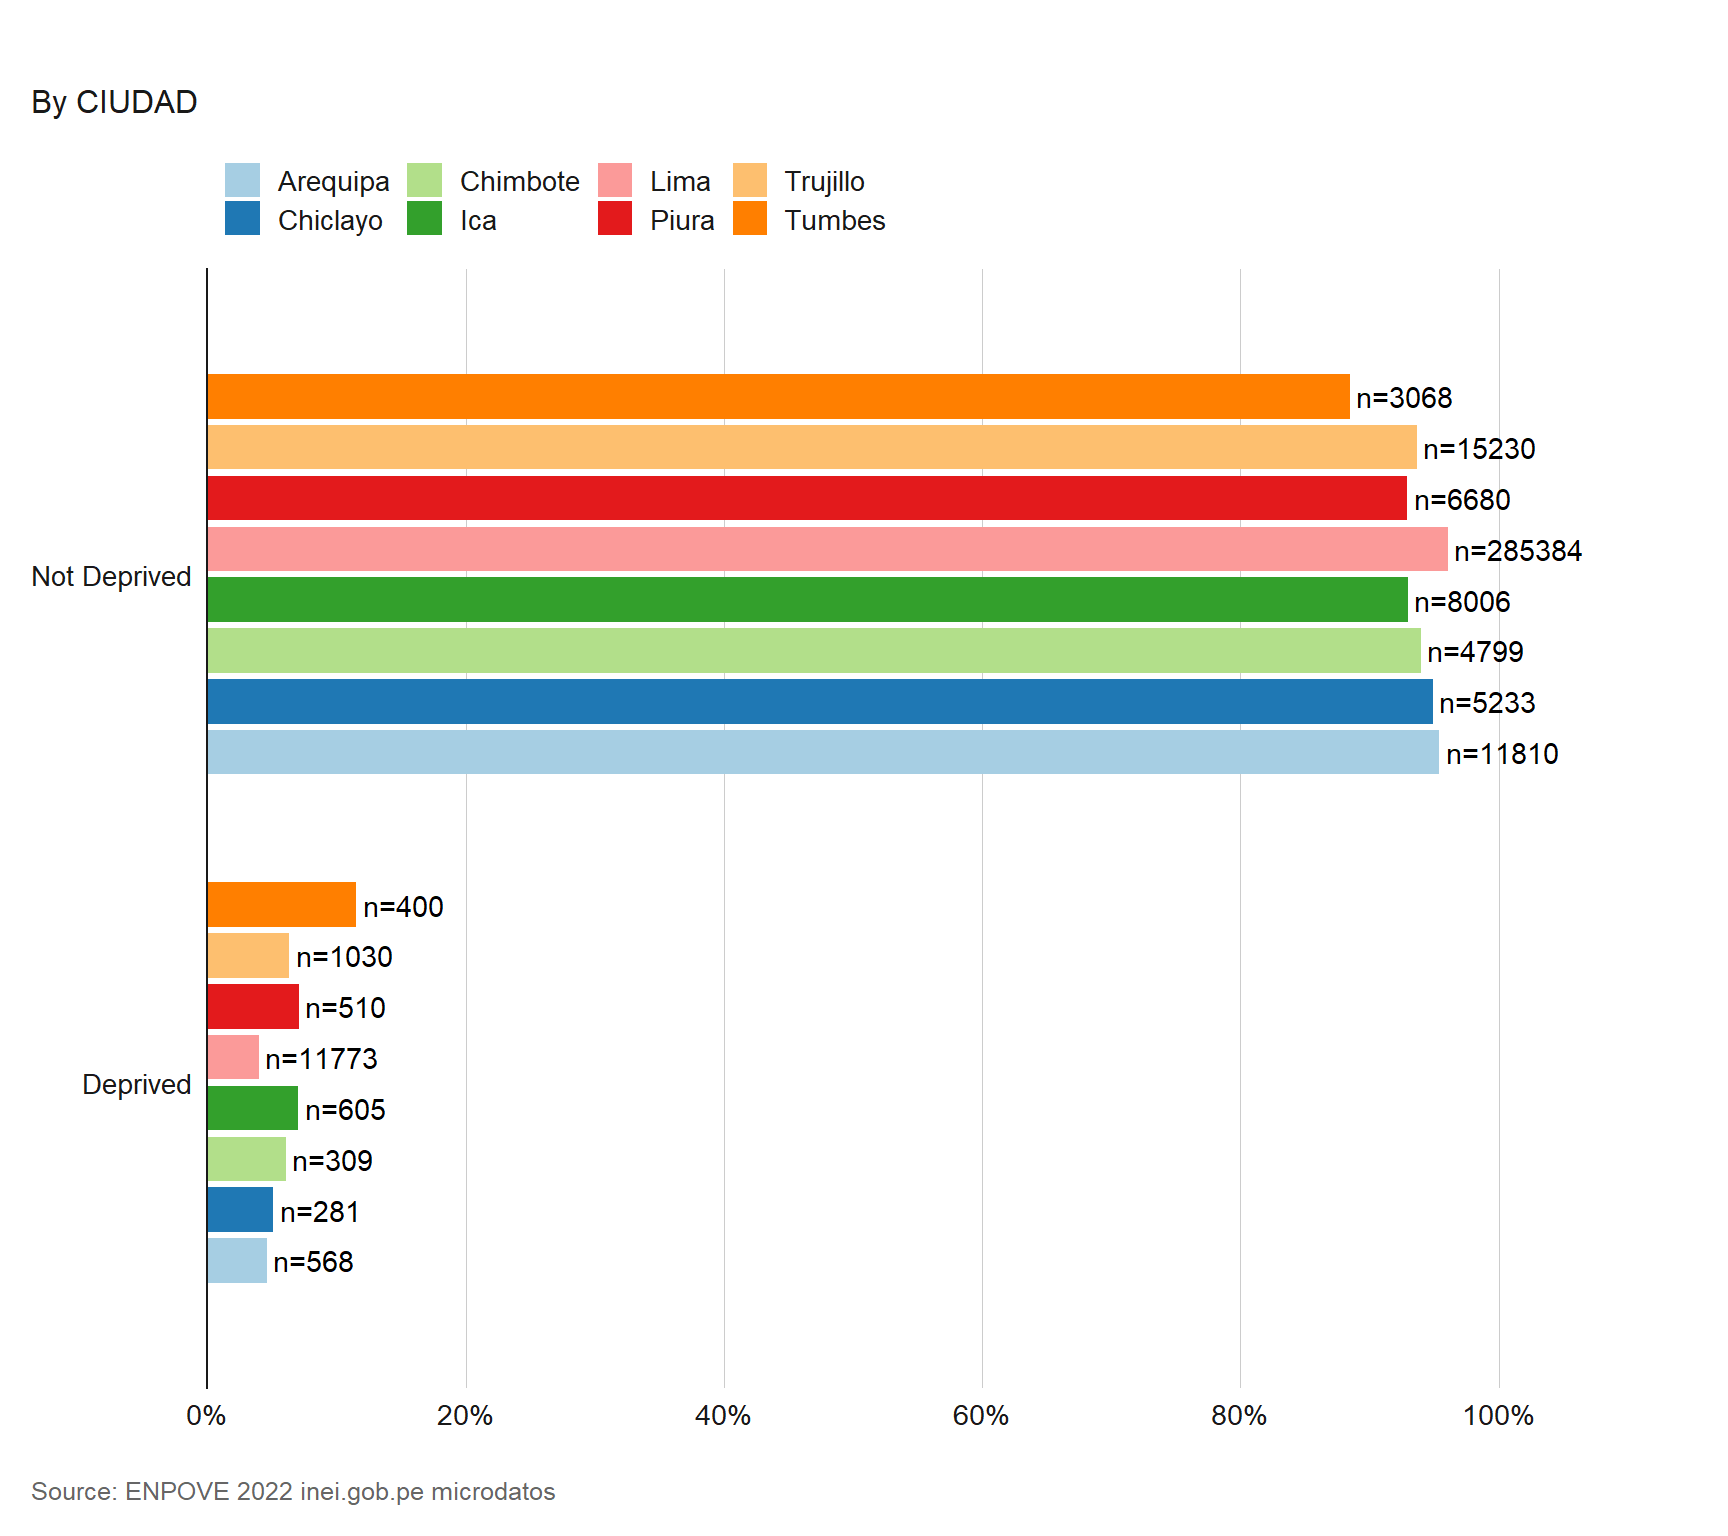 By CIUDAD
Arequipa Chimbote Lima Trujillo
Chiclayo Ica Piura Tumbes
n=3068
n=15230
n=6680
n=285384
Not Deprived
n=8006
n=4799
n=5233
n=11810
n=400
n=1030
n=510
n=11773
Deprived
n=605
n=309
n=281
n=568
0% 20% 40% 60% 80% 100%
Source: ENPOVE 2022 inei.gob.pe microdatos